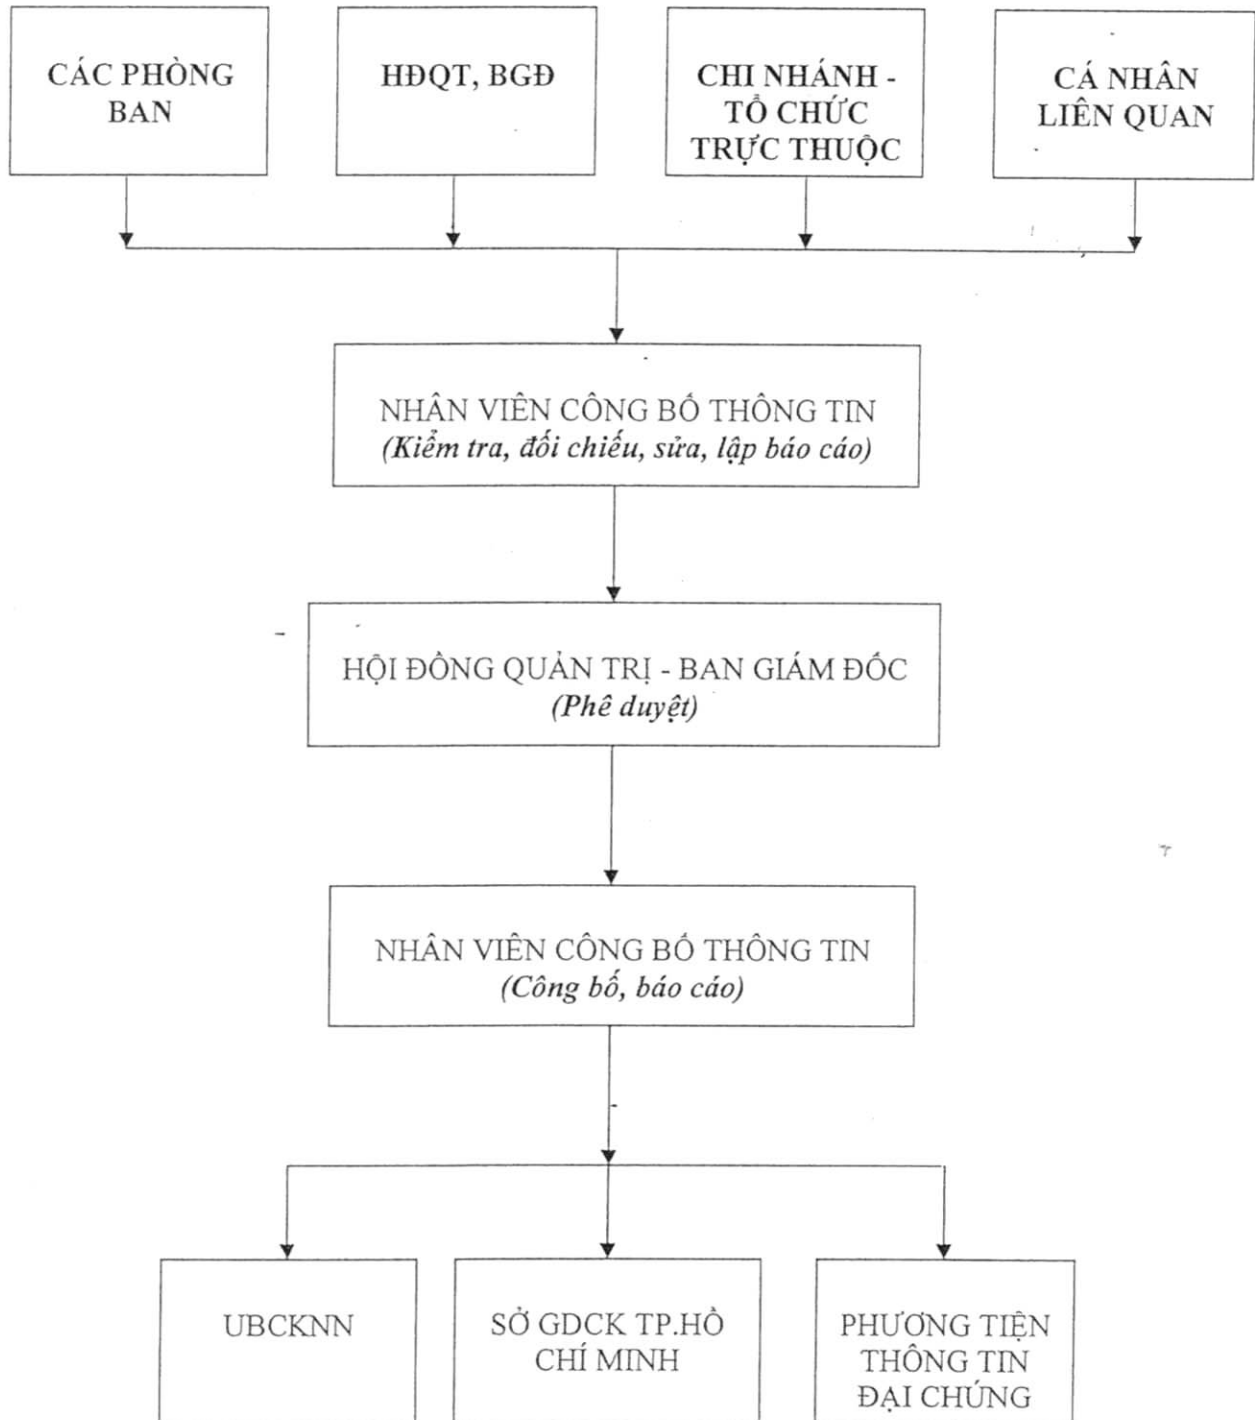 CÁC PHÒNG
BAN
HĐQT, BGĐ
CHI NHÁNH -
TỔ CHỨC
TRỰC THUỘC
CÁ NHÂN
LIÊN QUAN
NHÂN VIÊN CÔNG BỐ THÔNG TIN
(Kiểm tra, đối chiếu, sửa, lập báo cáo)
HỘI ĐỒNG QUẢN TRỊ - BAN GIÁM ĐỐC
(Phê duyệt)
NHÂN VIÊN CÔNG BỐ THÔNG TIN
(Công bố, báo cáo)
UBCKNN
SỞ GDCK TP.HỒ
CHÍ MINH
PHƯƠNG TIỆN
THÔNG TIN
ĐẠI CHÚNG